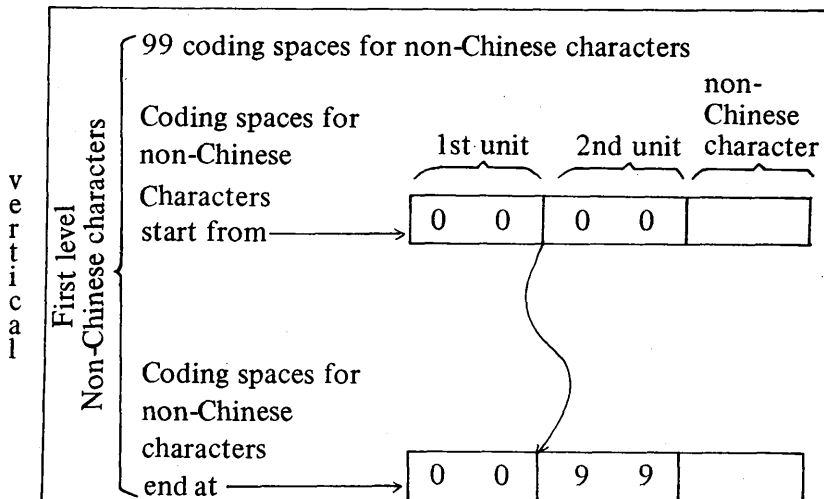 vertical
First level
Non-Chinese characters
99 coding spaces for non-Chinese characters
Coding spaces for
non-Chinese
Characters
start from
1st unit
2nd unit
non-
Chinese
character
0 0 0 0
Coding spaces for
non-Chinese
characters
end at
0 0 9 9